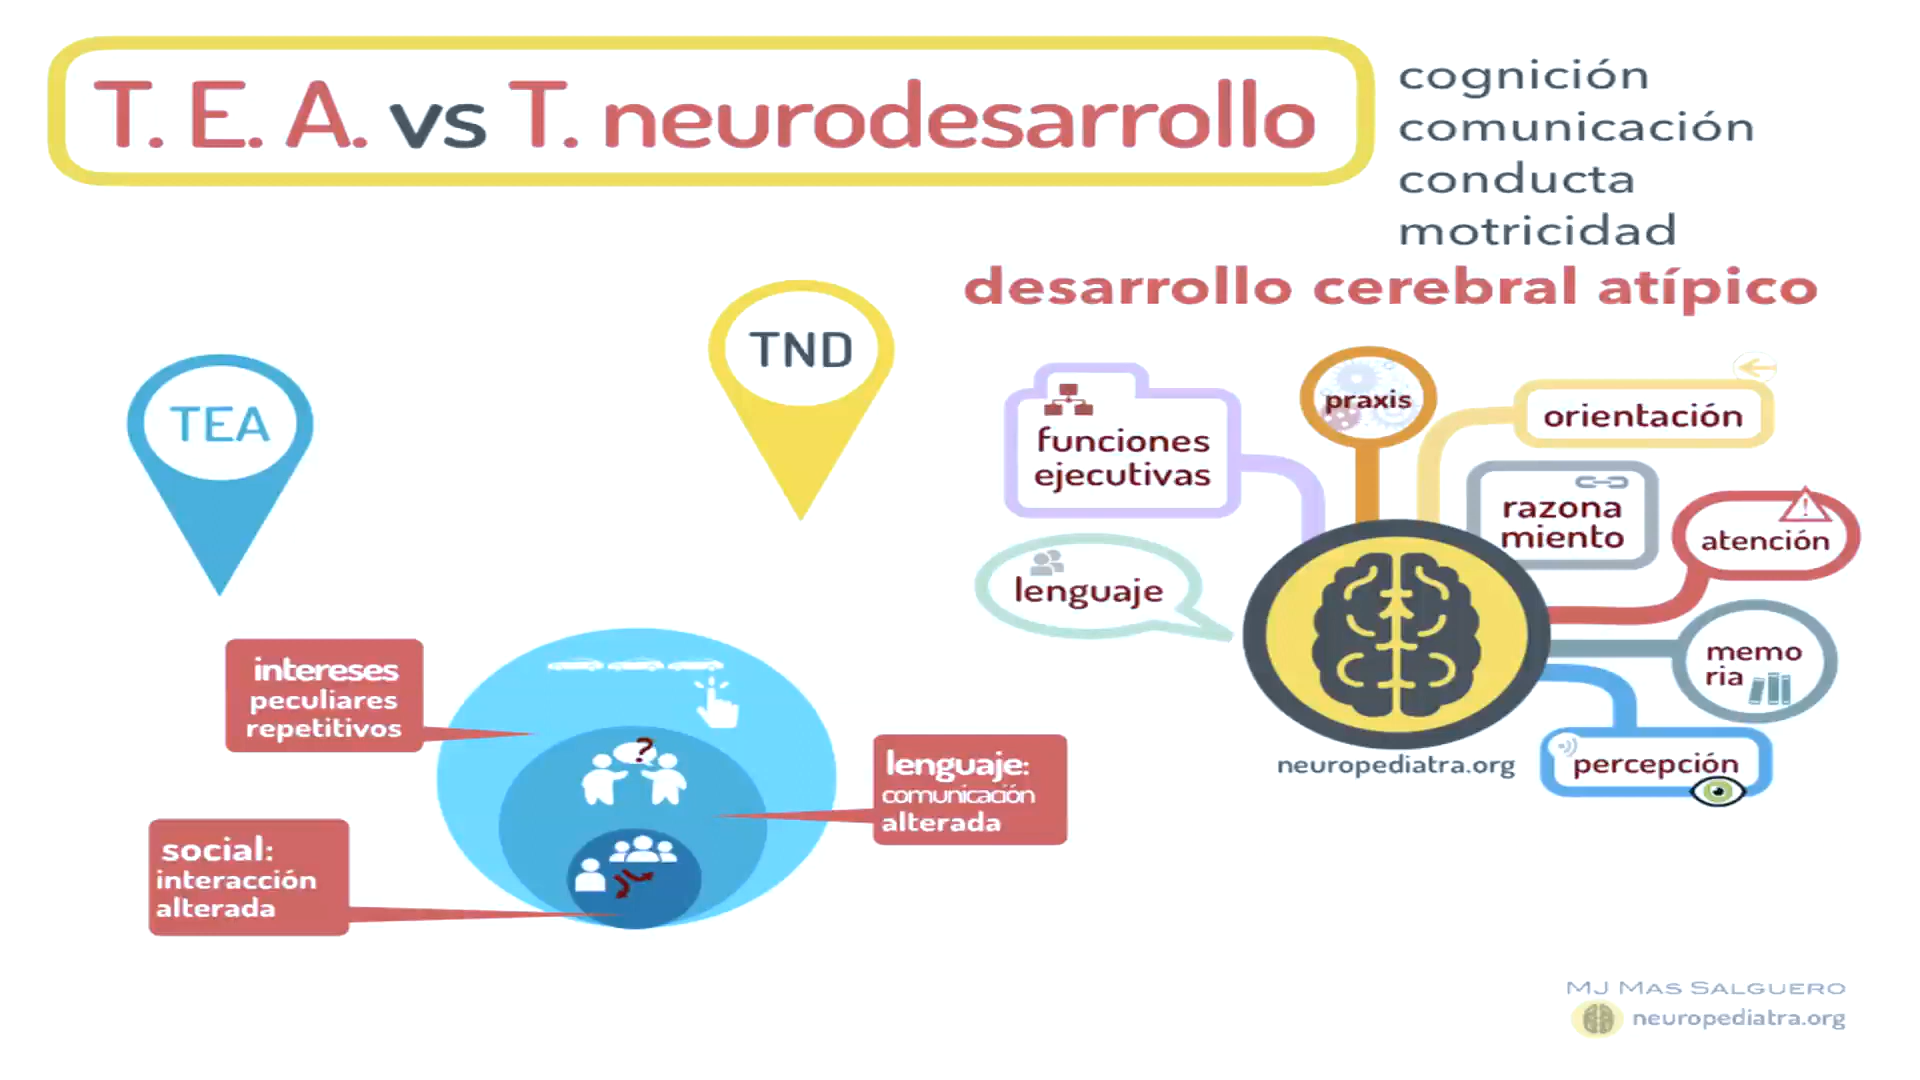 T. E. A. vs T. neurodesarrollo
cognición
comunicación
conducta
motricidad
desarrollo cerebral atípico
TEA
TND
funciones
ejecutivas
praxis
orientación
razona
miento
atención
lenguaje
memo
ria
percepción
neuropediatra.org
intereses
peculiares
repetitivos
?
lenguaje:
comunicación
alterada
social:
interacción
alterada
MJ MAS SALGUERO
neuropediatra.org